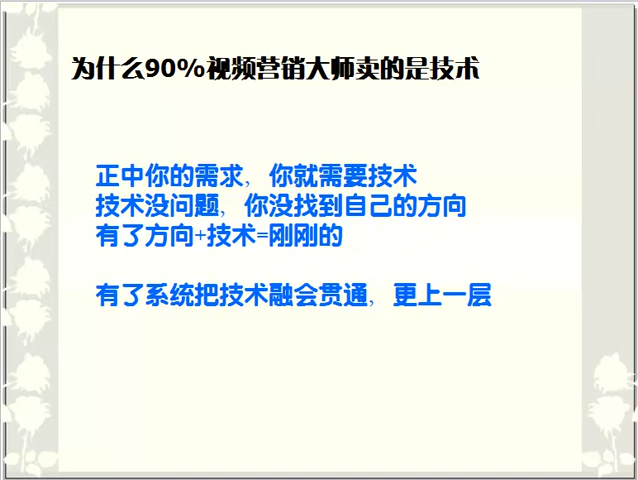 为什么90%视频营销大师卖的是技术
正中你的需求，你就需要技术
技术没问题，你没找到自己的方向
有了方向+技术=刚刚的
有了系统把技术融会贯通，更上一层